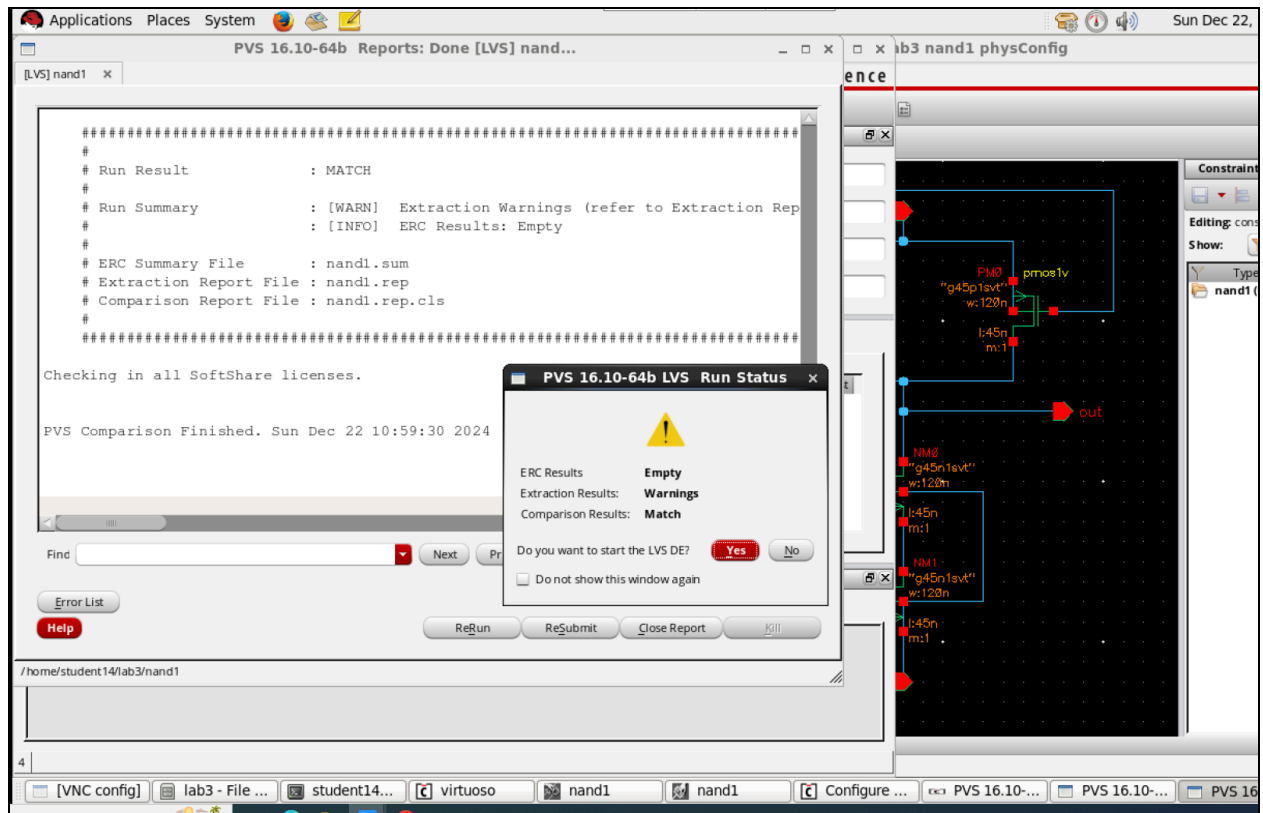 Applications Places System
Sun Dec 22,
PVS 16.10-64b Reports: Done [LVS] nand...
[LVS] nand1
################################################################################
#
# Run Result : MATCH
#
# Run Summary : [WARN] Extraction Warnings (refer to Extraction Rep
# : [INFO] ERC Results: Empty
#
# ERC Summary File : nand1.sum
# Extraction Report File : nand1.rep
# Comparison Report File : nand1.rep.cls
#
################################################################################
Checking in all SoftShare licenses.
PVS Comparison Finished. Sun Dec 22 10:59:30 2024
Find
Next
Pr
Error List
Help
ReRun
ReSubmit
Close Report
Kill
/home/student14/lab3/nand1
4
PVS 16.10-64b LVS Run Status
ERC Results Empty
Extraction Results: Warnings
Comparison Results: Match
Do you want to start the LVS DE? Yes No
Do not show this window again
ence
t
nand1 physConfig
PM0 pmos1v
"g45p1svt"
w:120n
l:45n
m:1
out
NM0
"g45n1svt"
w:120n
l:45n
m:1
NM1
"g45n1svt"
w:120n
l:45n
m:1
Constraint
Editing: cons
Show:
Type
nand1 (
[VNC config] lab3 - File ... student14... virtuoso nand1 nand1 Configure ... PVS 16.10-... PVS 16.10-... PVS 16